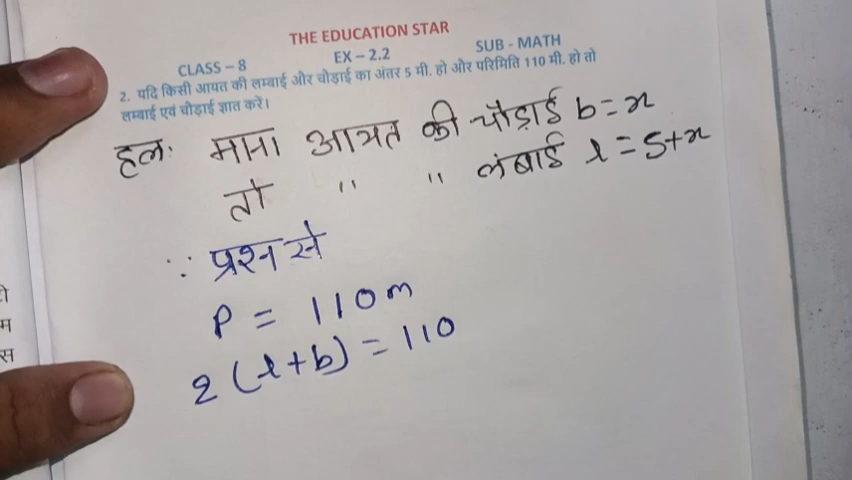 THE EDUCATION STAR
CLASS – 8 EX – 2.2 SUB - MATH
2. यदि किसी आयत की लम्बाई और चौड़ाई का अंतर 5 मी. हो और परिमिति 110 मी. हो तो
लम्बाई एवं चौड़ाई ज्ञात करें।
हल: माना आयत की चौड़ाई b = x
तो " " लंबाई l = 5+x
∵ प्रश्न से
P = 110m
2 (l+b) = 110
म
स